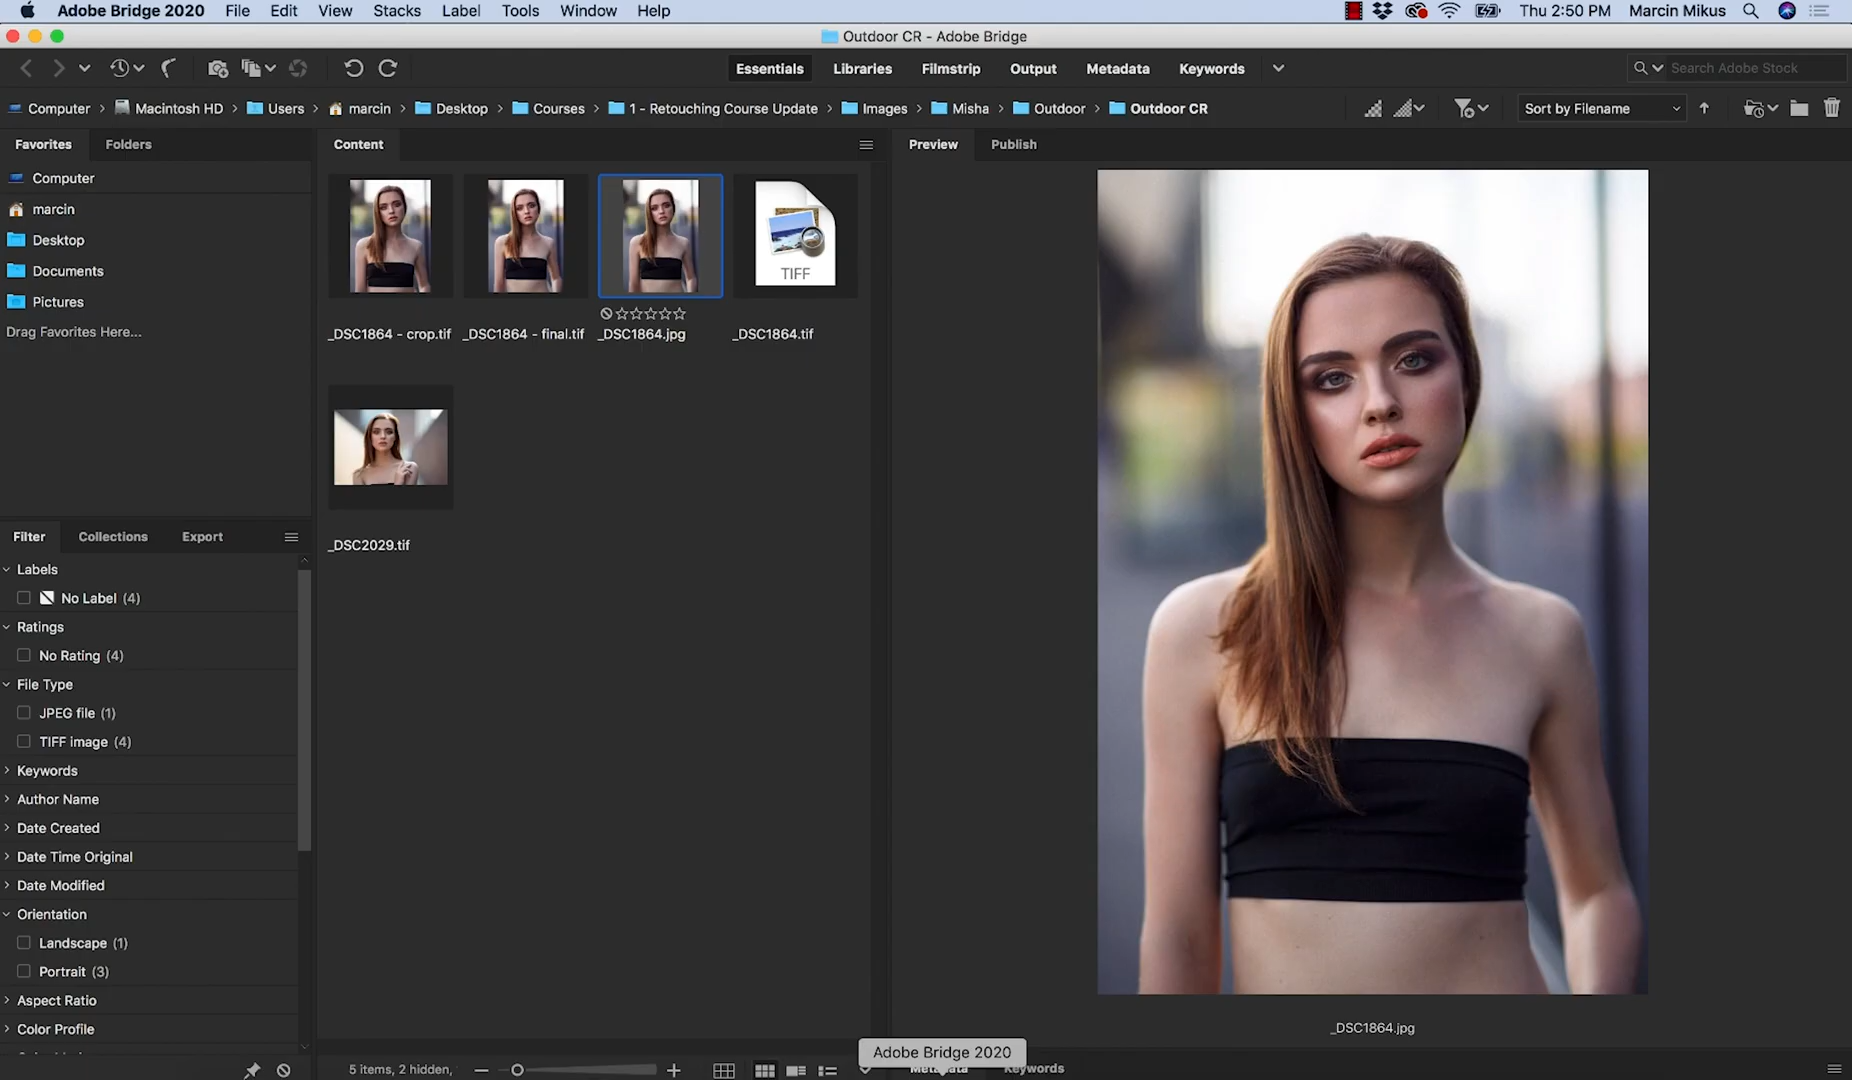 Adobe Bridge 2020 File Edit View Stacks Label Tools Window Help Thu 2:50 PM Marcin Mikus
Outdoor CR - Adobe Bridge
Essentials Libraries Filmstrip Output Metadata Keywords Search Adobe Stock
Computer Macintosh HD Users marcin Desktop Courses 1 - Retouching Course Update Images Misha Outdoor Outdoor CR Sort by Filename
Favorites Folders
Computer
marcin
Desktop
Documents
Pictures
Drag Favorites Here...
Filter Collections Export
Labels
No Label (4)
Ratings
No Rating (4)
File Type
JPEG file (1)
TIFF image (4)
Keywords
Author Name
Date Created
Date Time Original
Date Modified
Orientation
Landscape (1)
Portrait (3)
Aspect Ratio
Color Profile
Content
TIFF
_DSC1864 - crop.tif _DSC1864 - final.tif _DSC1864.jpg _DSC1864.tif
_DSC2029.tif
5 items, 2 hidden,
Preview Publish
_DSC1864.jpg
Adobe Bridge 2020
Metadata Keywords